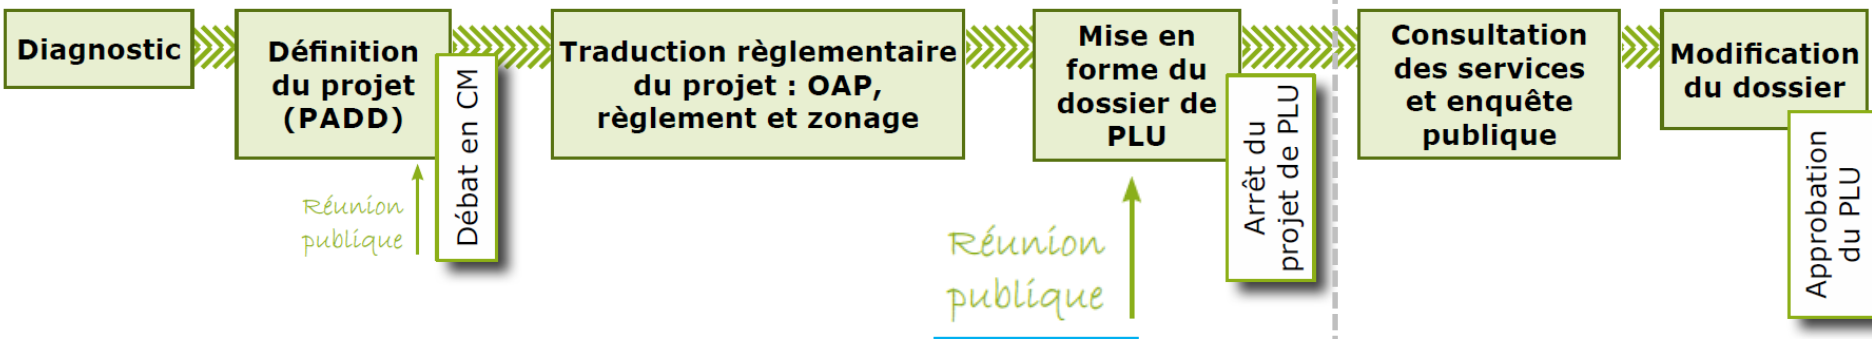 Diagnostic
Définition
du projet
(PADD)
Débat en CM
Réunion
publique
Traduction règlementaire
du projet : OAP,
règlement et zonage
Mise en
forme du
dossier de
PLU
Arrêt du
projet de PLU
Réunion
publique
Consultation
des services
et enquête
publique
Modification
du dossier
Approbation
du PLU